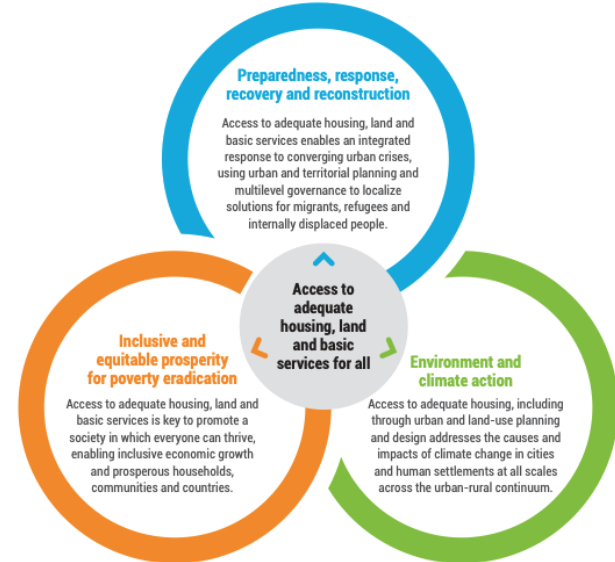 Preparedness, response,
recovery and reconstruction
Access to adequate housing, land and
basic services enables an integrated
response to converging urban crises,
using urban and territorial planning and
multilevel governance to localize
solutions for migrants, refugees and
internally displaced people.
Access to
adequate
housing, land
and basic
services for all
Inclusive and
equitable prosperity
for poverty eradication
Access to adequate housing, land and
basic services is key to promote a
society in which everyone can thrive,
enabling inclusive economic growth
and prosperous households,
communities and countries.
Environment and
climate action
Access to adequate housing, including
through urban and land-use planning
and design addresses the causes and
impacts of climate change in cities
and human settlements at all scales
across the urban-rural continuum.